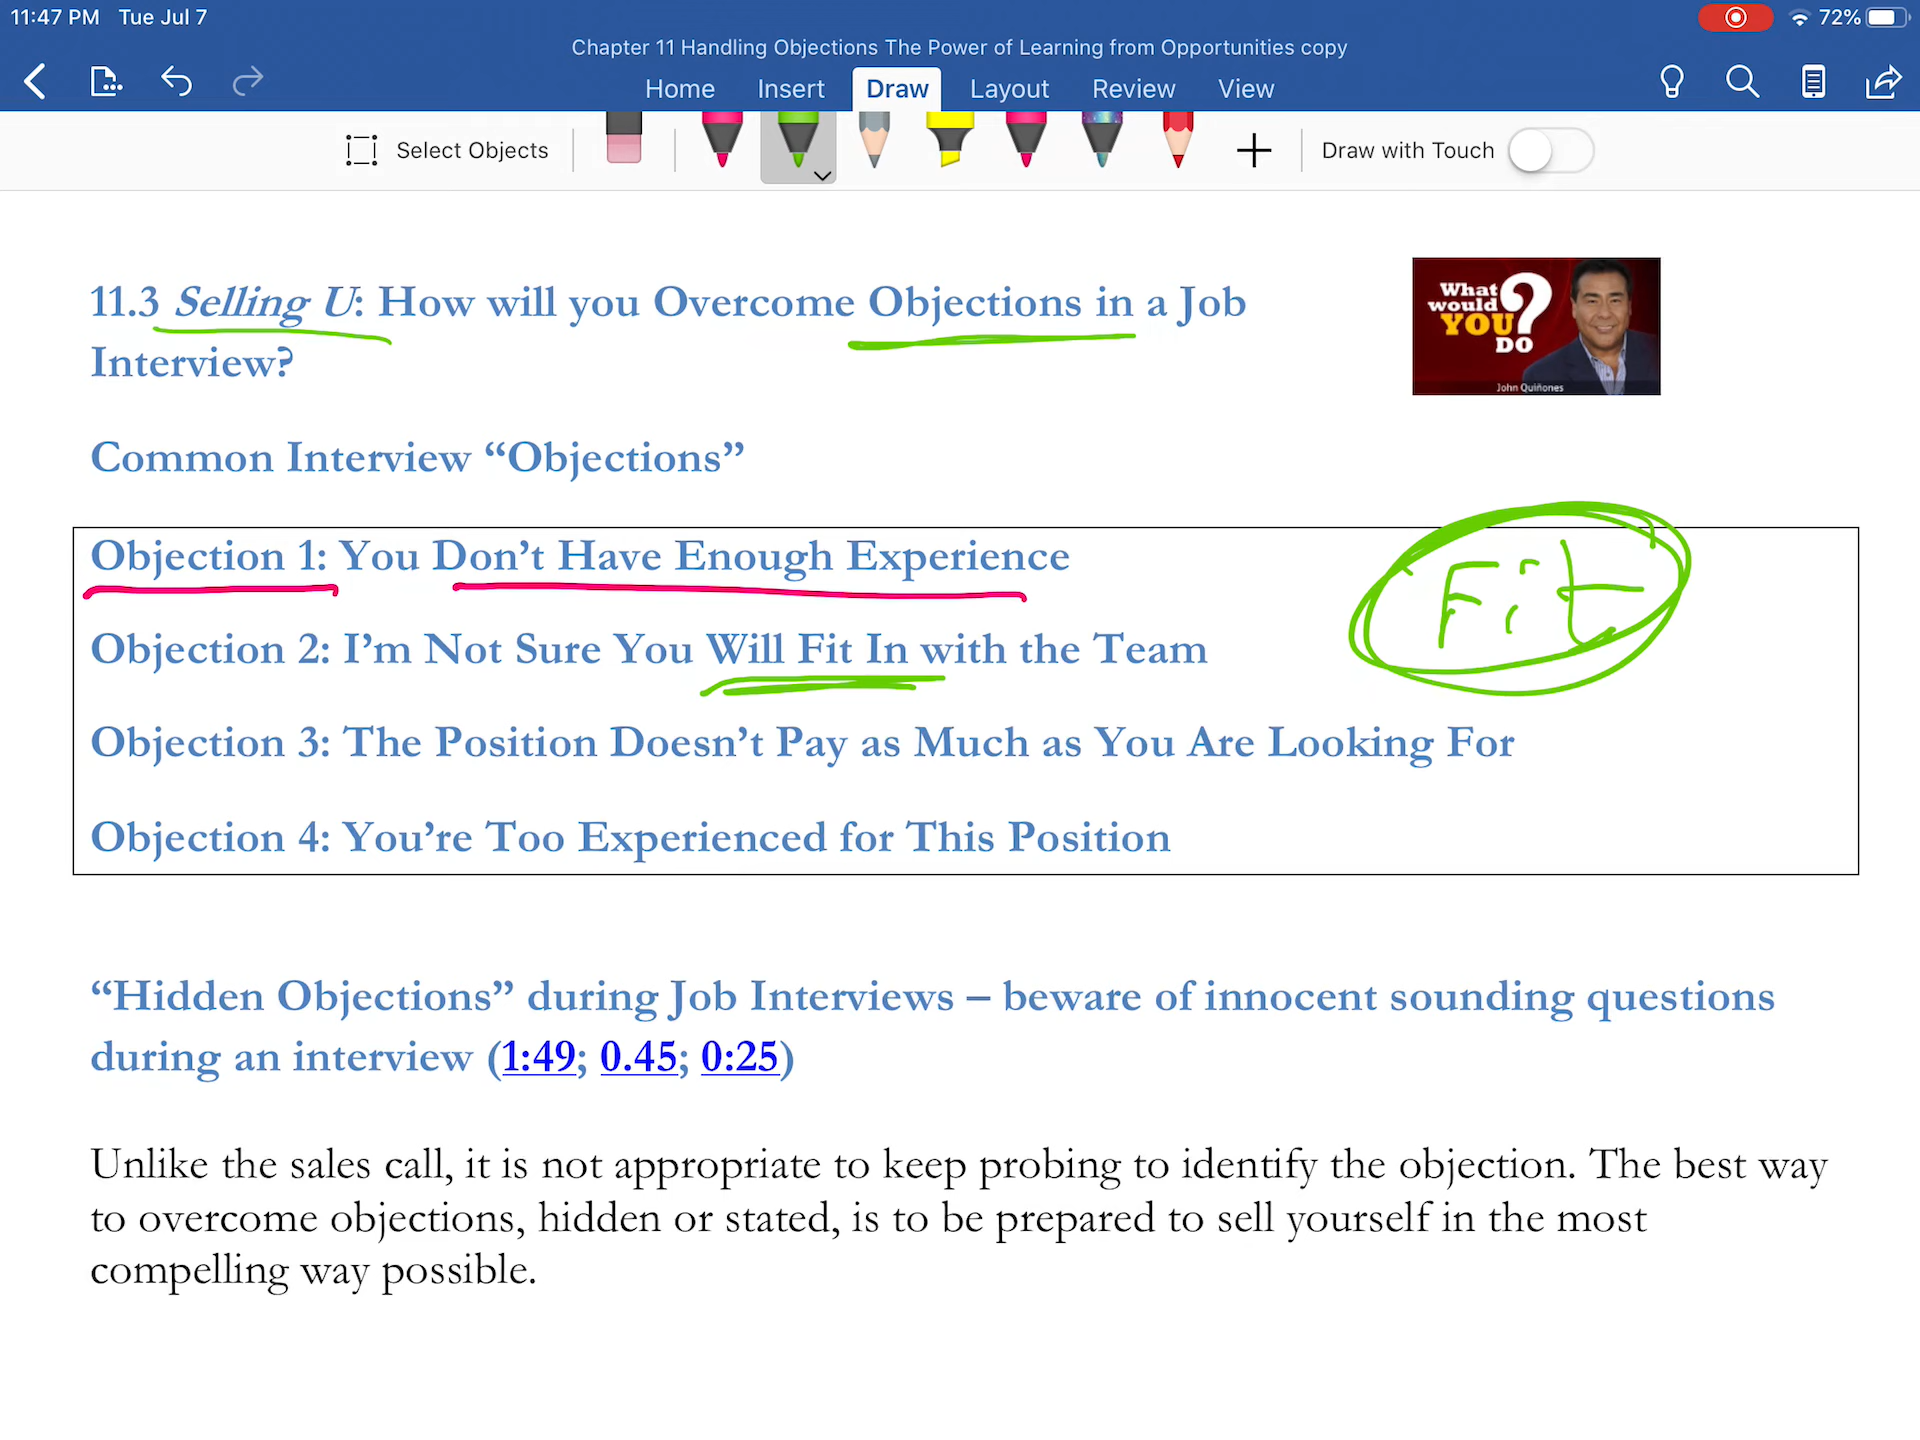 11:47 PM Tue Jul 7
72%
Chapter 11 Handling Objections The Power of Learning from Opportunities copy
Home Insert Draw Layout Review View
Select Objects
Draw with Touch
11.3 Selling U: How will you Overcome Objections in a Job
Interview?
What
would
YOU
DO
?
John Quiñones
Common Interview “Objections”
Objection 1: You Don’t Have Enough Experience
Fit
Objection 2: I’m Not Sure You Will Fit In with the Team
Objection 3: The Position Doesn’t Pay as Much as You Are Looking For
Objection 4: You’re Too Experienced for This Position
“Hidden Objections” during Job Interviews – beware of innocent sounding questions
during an interview (1:49; 0.45; 0:25)
Unlike the sales call, it is not appropriate to keep probing to identify the objection. The best way
to overcome objections, hidden or stated, is to be prepared to sell yourself in the most
compelling way possible.